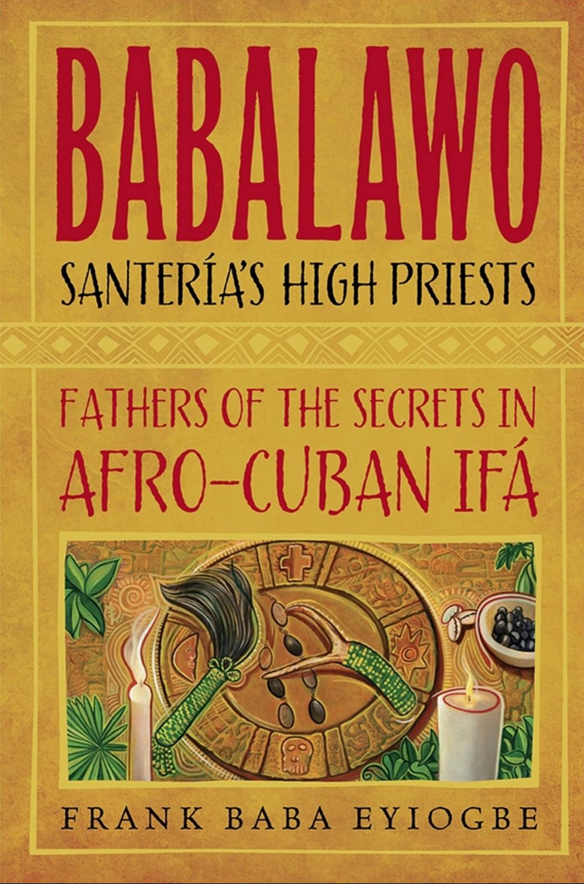 BABALAWO
SANTERÍA'S HIGH PRIESTS
FATHERS OF THE SECRETS IN
AFRO-CUBAN IFÁ
FRANK BABA EYIOGBE